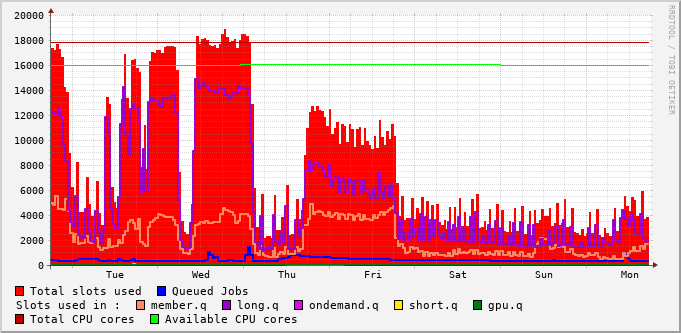 20000
18000
16000
14000
12000
10000
8000
6000
4000
2000
0
Tue Wed Thu Fri Sat Sun Mon
Total slots used Queued Jobs
Slots used in : member.q long.q ondemand.q short.q gpu.q
Total CPU cores Available CPU cores
RRDTOOL / TOBI OETIKER